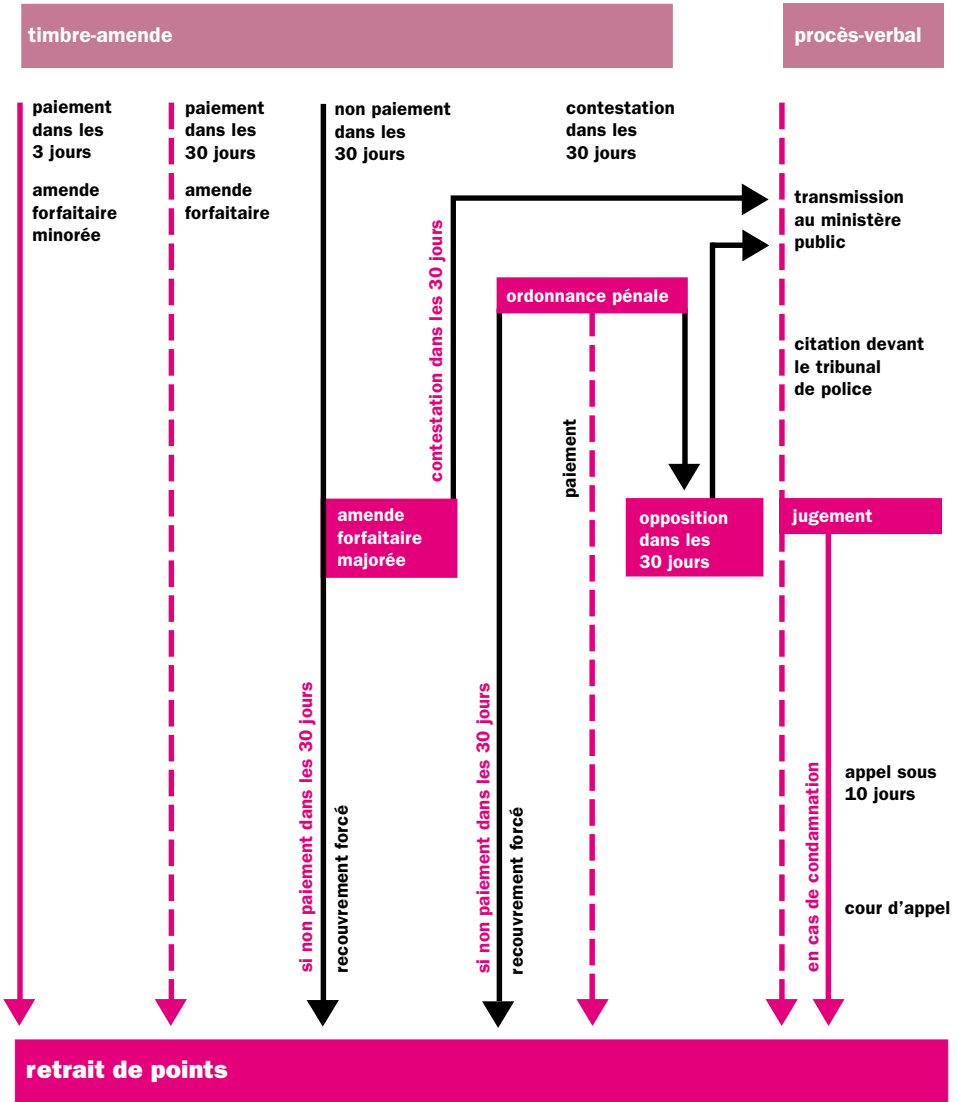 timbre-amende
procès-verbal
paiement
dans les
3 jours
amende
forfaitaire
minorée
paiement
dans les
30 jours
amende
forfaitaire
non paiement
dans les
30 jours
contestation
dans les
30 jours
transmission
au ministère
public
contestation dans les 30 jours
ordonnance pénale
citation devant
le tribunal
de police
paiement
amende
forfaitaire
majorée
opposition
dans les
30 jours
jugement
si non paiement dans les 30 jours
recouvrement forcé
si non paiement dans les 30 jours
recouvrement forcé
en cas de condamnation
appel sous
10 jours
cour d'appel
retrait de points